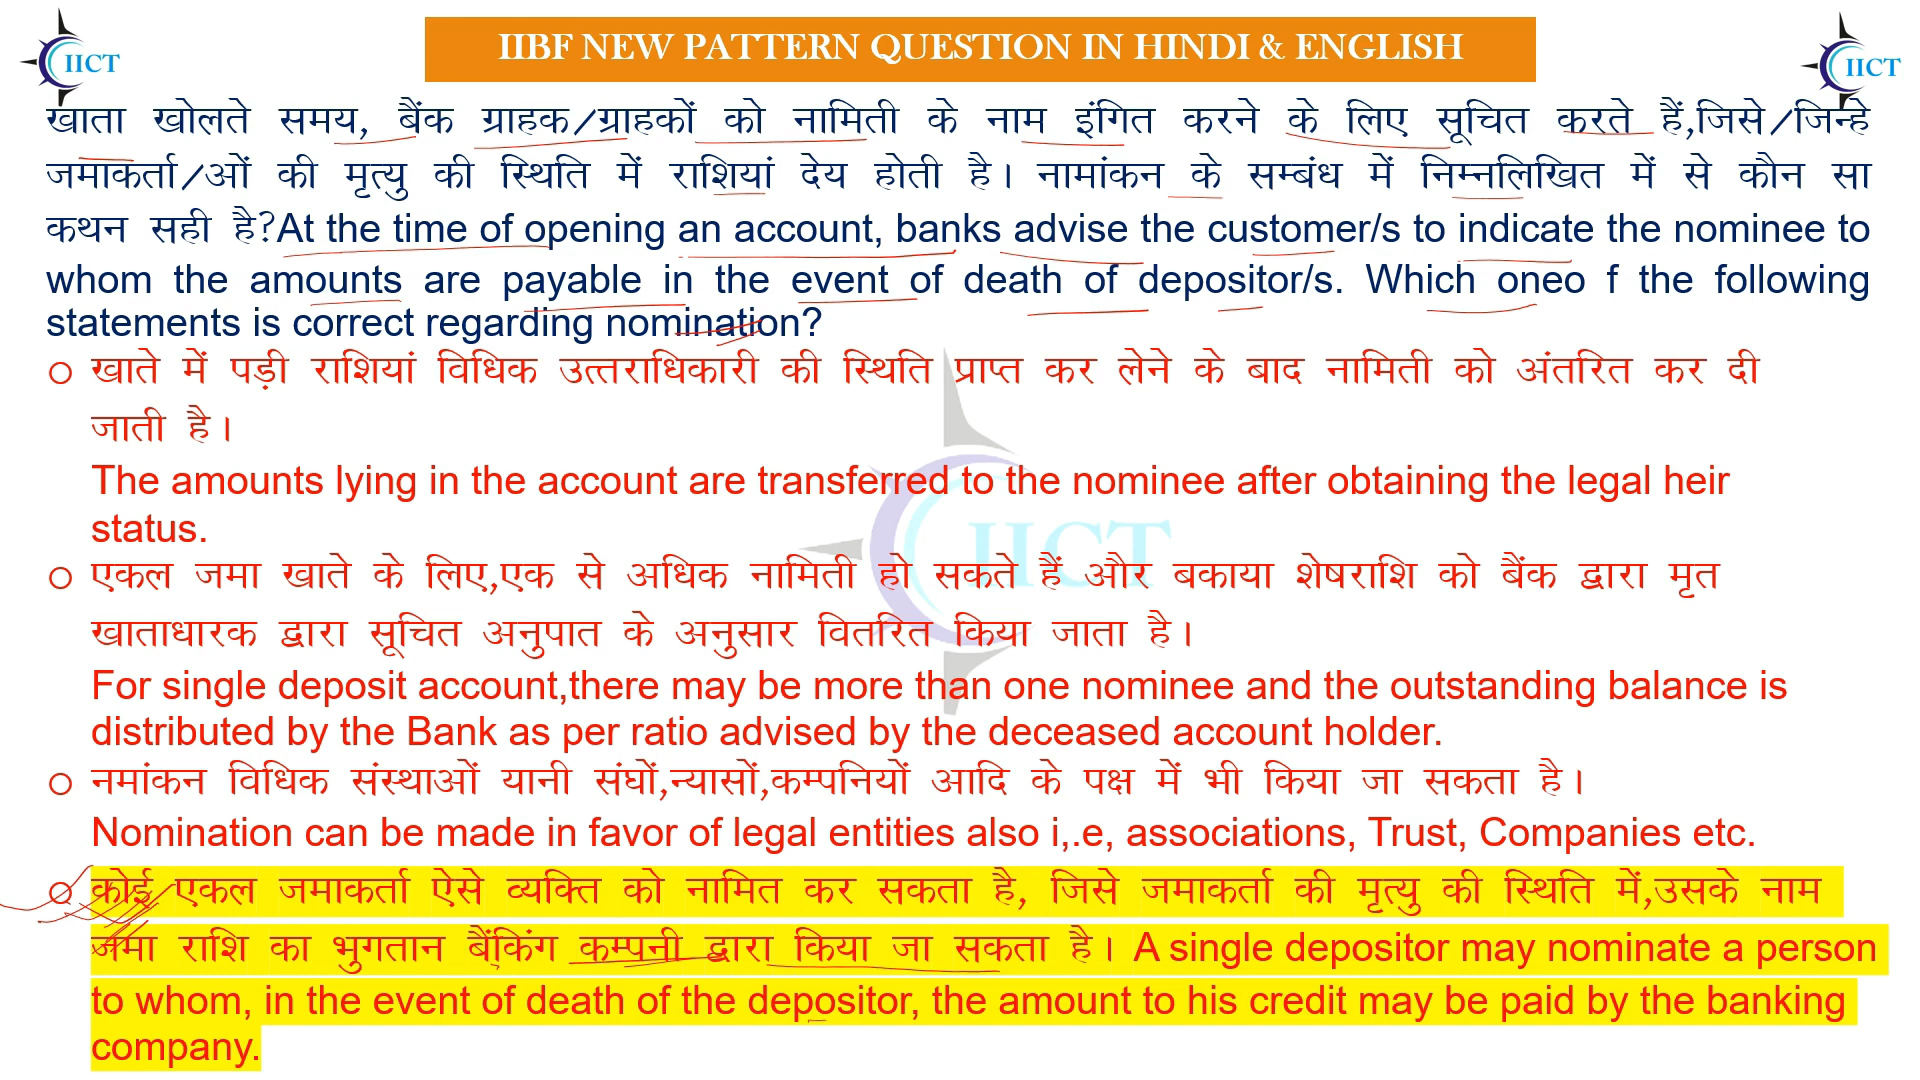 IICT
IIBF NEW PATTERN QUESTION IN HINDI & ENGLISH
IICT
खाता खोलते समय, बैंक ग्राहक/ग्राहकों को नामिती के नाम इंगित करने के लिए सूचित करते हैं,जिसे/जिन्हे
जमाकर्ता/ओं की मृत्यु की स्थिति में राशियां देय होती है। नामांकन के सम्बंध में निम्नलिखित में से कौन सा
कथन सही है?At the time of opening an account, banks advise the customer/s to indicate the nominee to
whom the amounts are payable in the event of death of depositor/s. Which oneo f the following
statements is correct regarding nomination?
खाते में पड़ी राशियां विधिक उत्तराधिकारी की स्थिति प्राप्त कर लेने के बाद नामिती को अंतरित कर दी
जाती है।
The amounts lying in the account are transferred to the nominee after obtaining the legal heir
status.
IICT
एकल जमा खाते के लिए,एक से अधिक नामिती हो सकते हैं और बकाया शेषराशि को बैंक द्वारा मृत
खाताधारक द्वारा सूचित अनुपात के अनुसार वितरित किया जाता है।
For single deposit account,there may be more than one nominee and the outstanding balance is
distributed by the Bank as per ratio advised by the deceased account holder.
नमांकन विधिक संस्थाओं यानी संघों,न्यासों,कम्पनियों आदि के पक्ष में भी किया जा सकता है।
Nomination can be made in favor of legal entities also i,.e, associations, Trust, Companies etc.
कोई एकल जमाकर्ता ऐसे व्यक्ति को नामित कर सकता है, जिसे जमाकर्ता की मृत्यु की स्थिति में,उसके नाम
जमा राशि का भुगतान बैंकिंग कम्पनी द्वारा किया जा सकता है। A single depositor may nominate a person
to whom, in the event of death of the depositor, the amount to his credit may be paid by the banking
company.